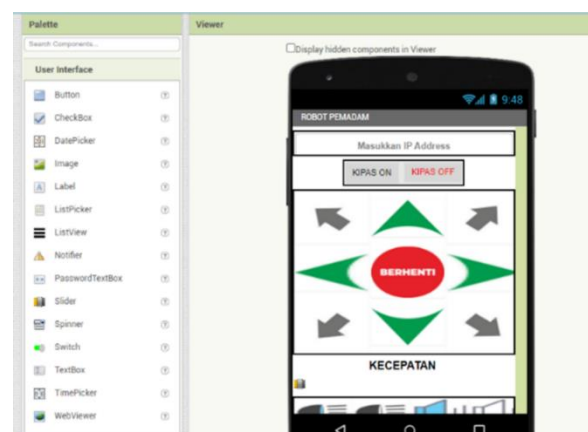 Palette
Search Components...
User Interface
Button
CheckBox
DatePicker
Image
Label
ListPicker
ListView
Notifier
PasswordTextBox
Slider
Spinner
Switch
TextBox
TimePicker
WebViewer
Viewer
Display hidden components in Viewer
9:48
ROBOT PEMADAM
Masukkan IP Address
KIPAS ON KIPAS OFF
BERHENTI
KECEPATAN